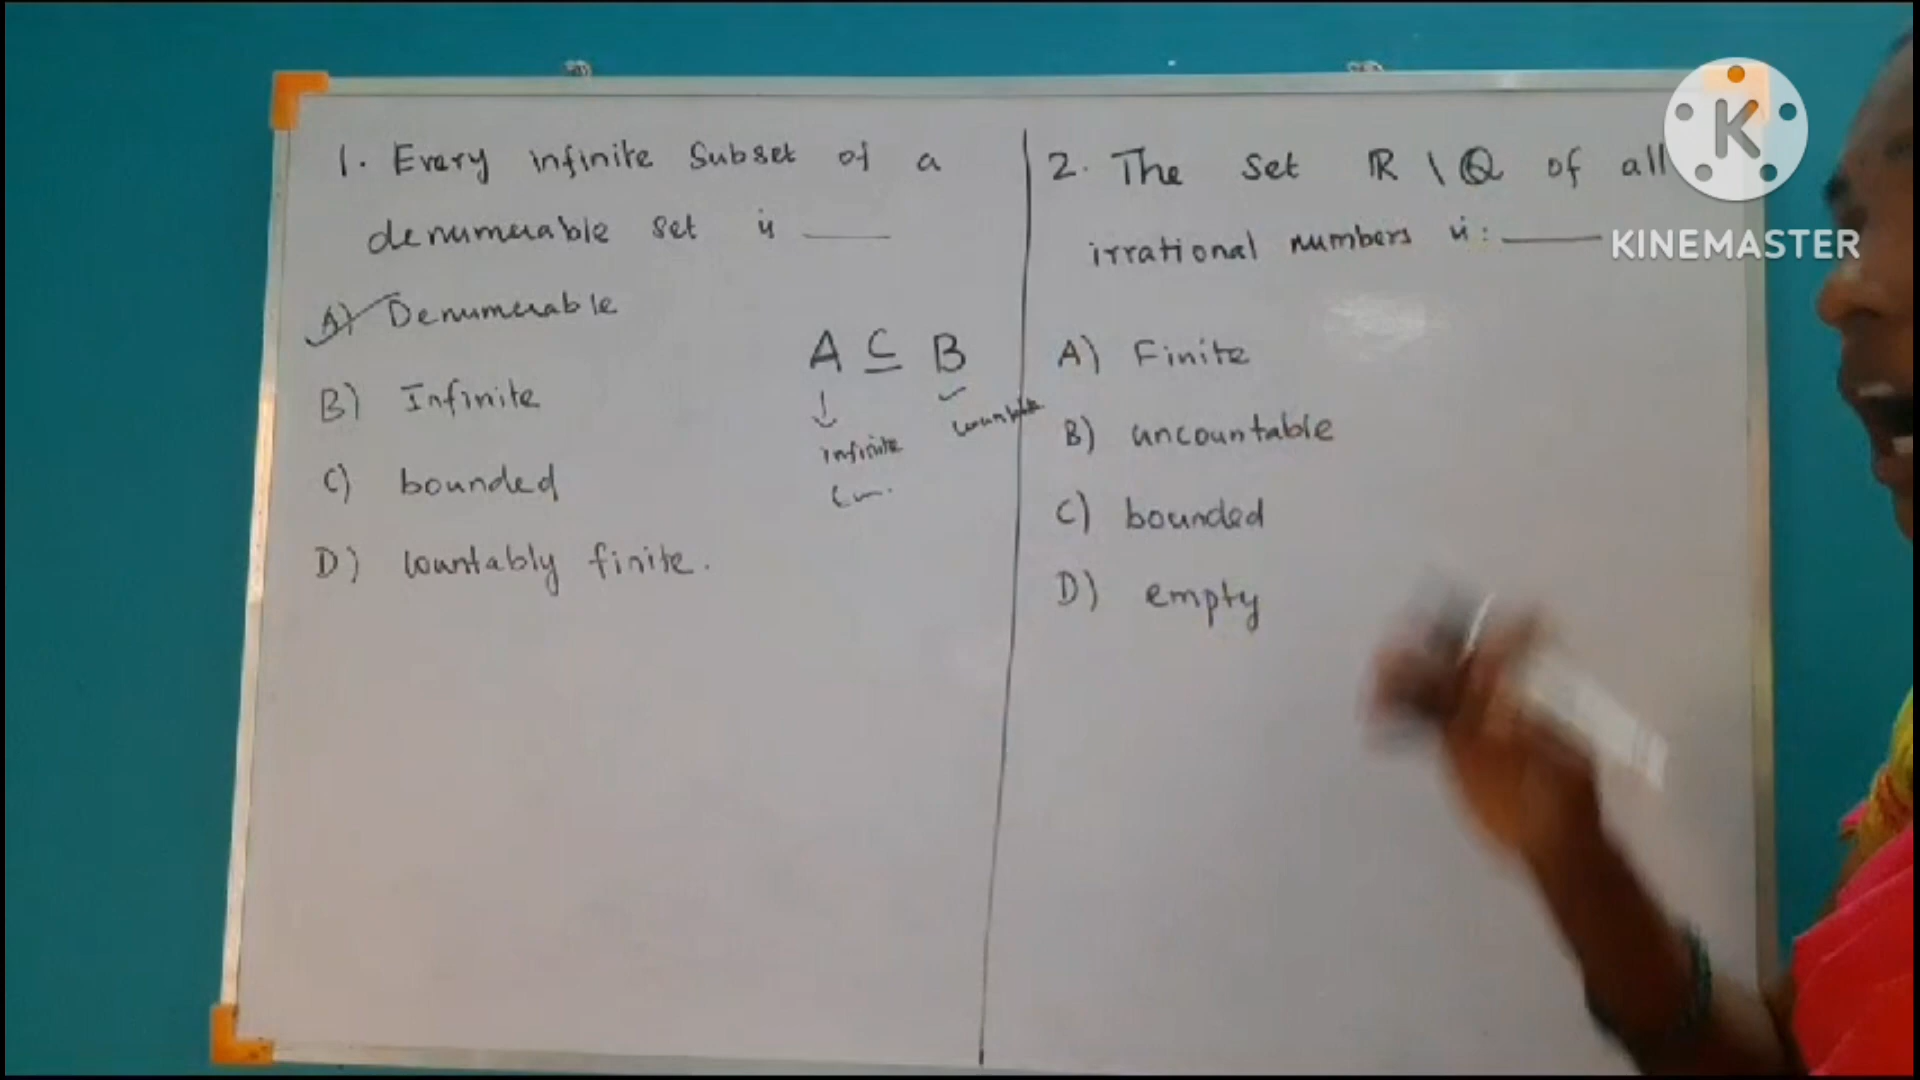 1. Every infinite subset of a
denumerable set is ____
A) Denumerable
B) Infinite
C) bounded
D) Countably finite.
A ⊆ B
↓ ✓
infinite countable
2. The set ℝ \ ℚ of all
irrational numbers is: ____
A) Finite
B) uncountable
C) bounded
D) empty
K
KINEMASTER